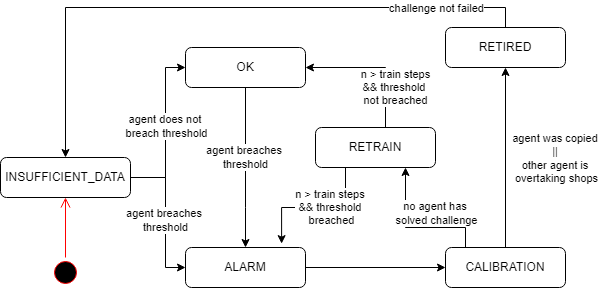 challenge not failed
RETIRED
OK
n > train steps
&& threshold
not breached
agent does not
breach threshold
agent breaches
threshold
RETRAIN
agent was copied
||
other agent is
overtaking shops
INSUFFICIENT_DATA
agent breaches
threshold
n > train steps
&& threshold
breached
no agent has
solved challenge
ALARM
CALIBRATION